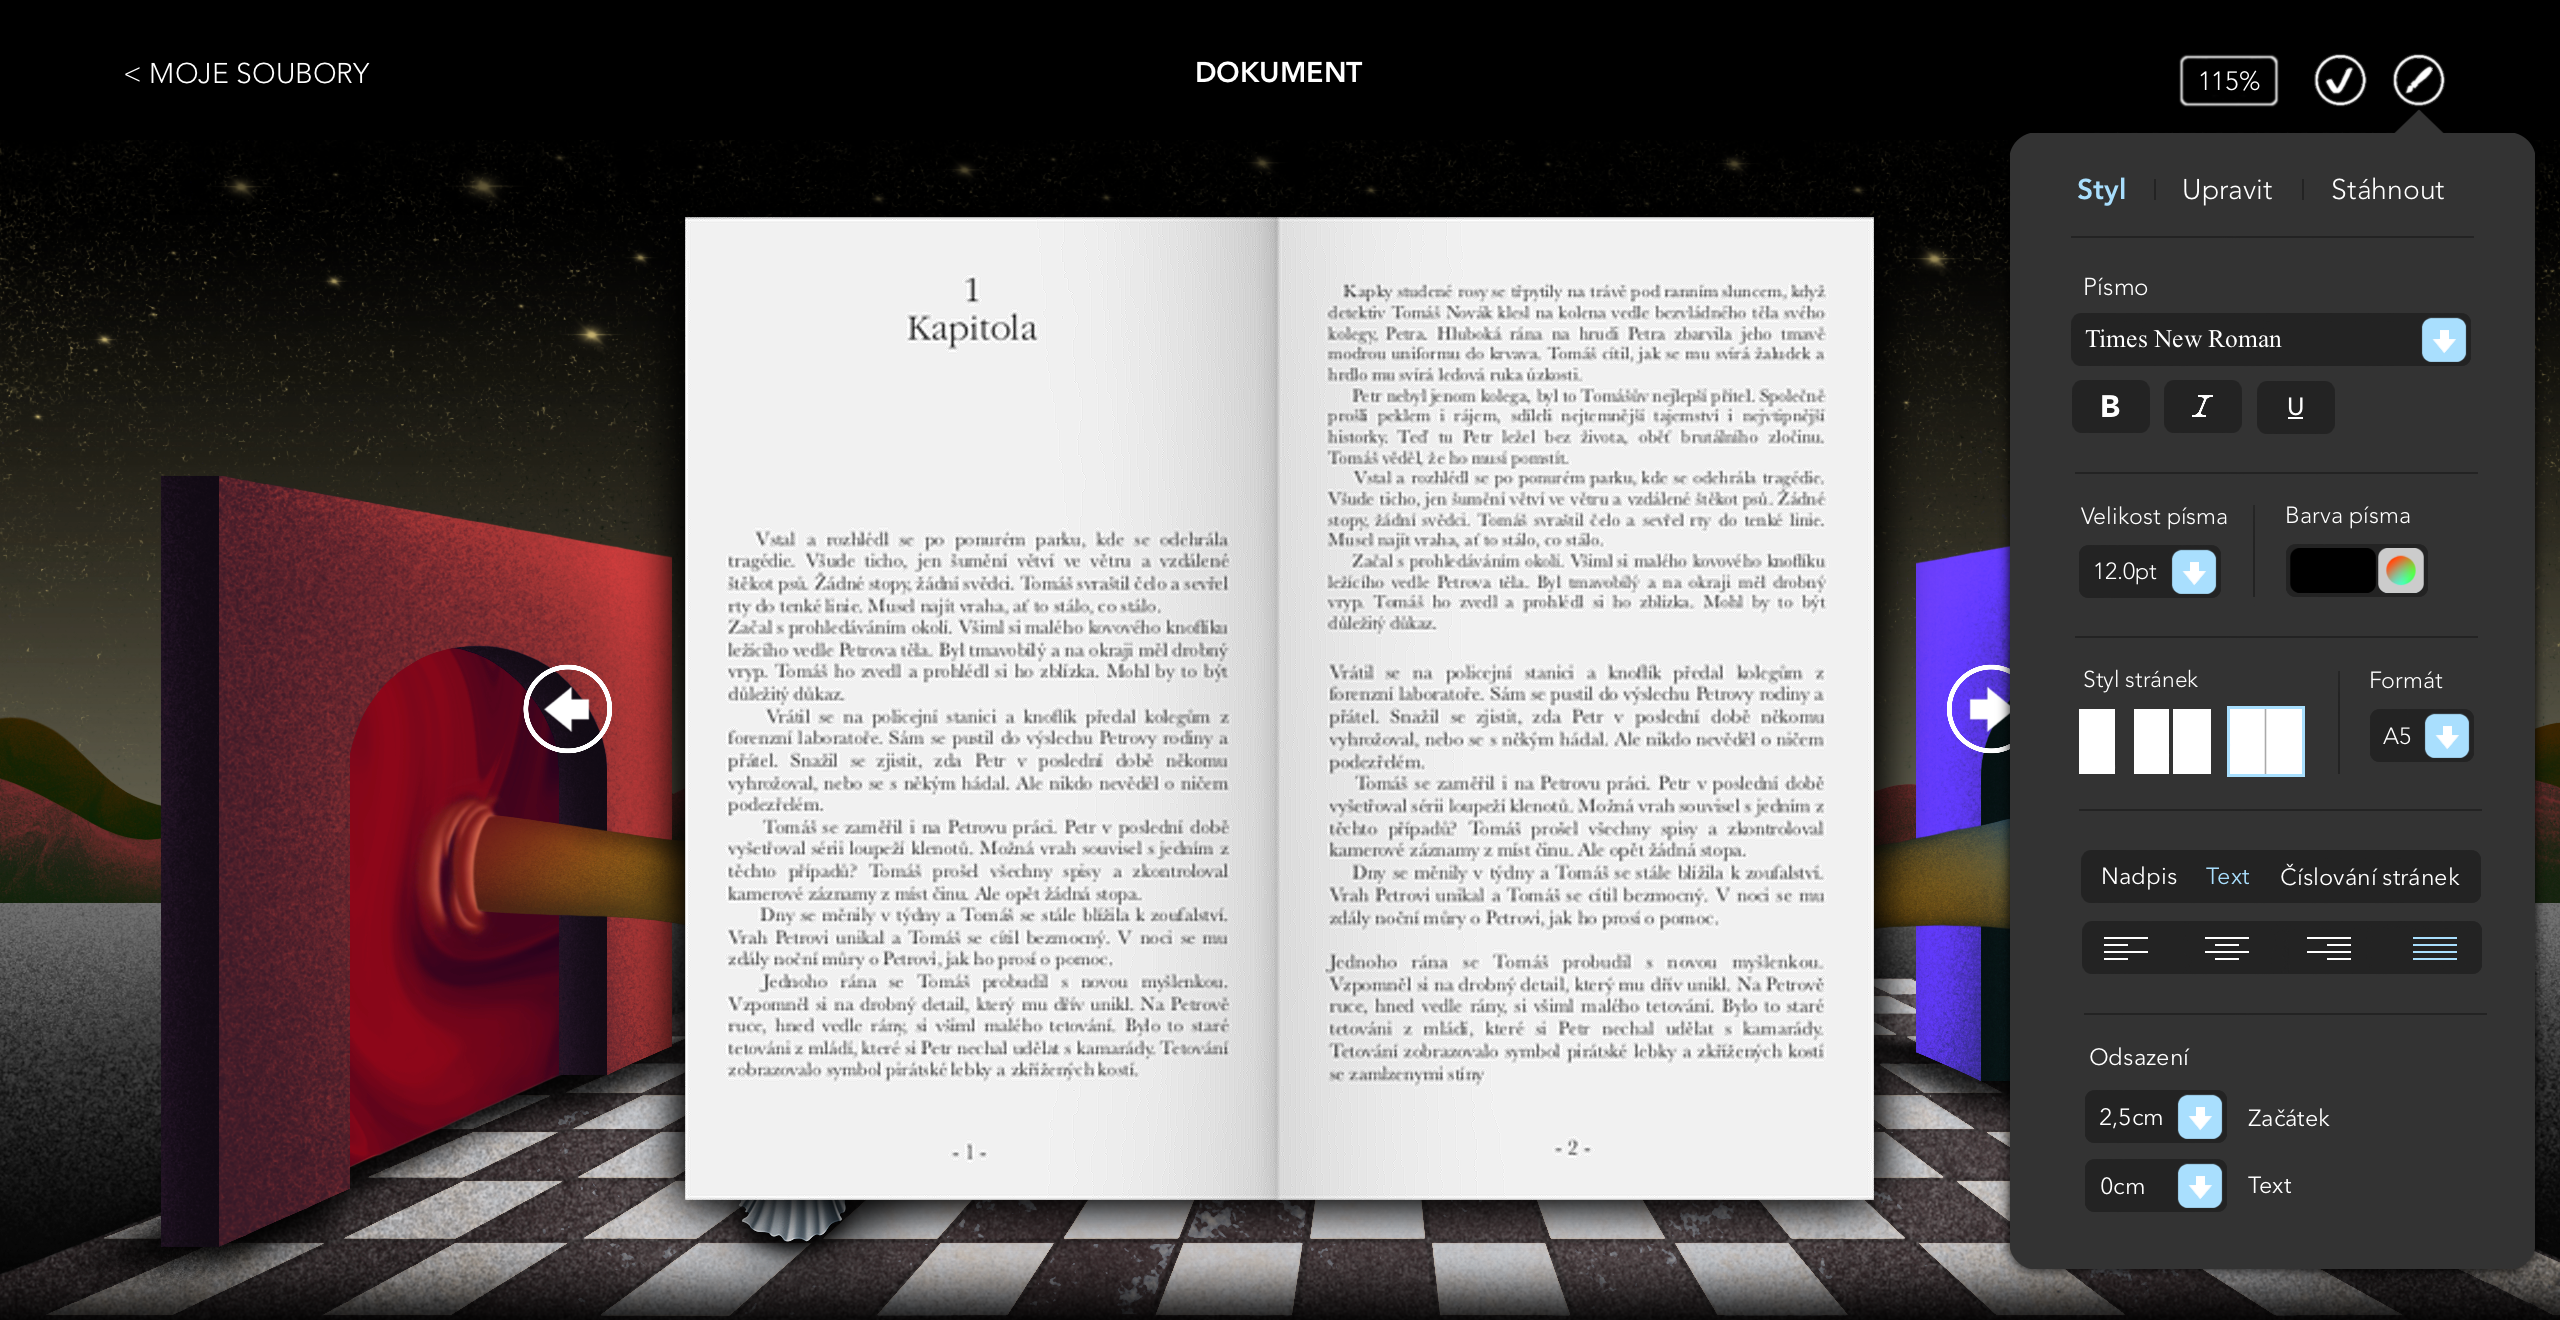 < MOJE SOUBORY
DOKUMENT
115%
1
Kapitola
Vstal a rozhlédl se po ponurém parku, kde se odehrála
tragédie. Všude ticho, jen šumění větví ve větru a vzdálené
štěkot psů. Žádné stopy, žádní svědci. Tomáš svraštil čelo a sevřel
rty do tenké linie. Musel najít vraha, ať to stálo, co stálo.
Začal s prohledáváním okolí. Všiml si malého kovového knoflíku
ležícího vedle Petrova těla. Byl tmavobílý a na okraji měl drobný
vryp. Tomáš ho zvedl a prohlédl si ho zblízka. Mohl by to být
důležitý důkaz.
Vrátil se na policejní stanici a knoflík předal kolegům z
forenzní laboratoře. Sám se pustil do výslechu Petrovy rodiny a
přátel. Snažil se zjistit, zda Petr v poslední době někomu
vyhrožoval, nebo se s někým hádal. Ale nikdo nevěděl o ničem
podezřelém.
Tomáš se zaměřil i na Petrovu práci. Petr v poslední době
vyšetřoval sérii loupeží klenotů. Možná vrah souvisel s jedním z
těchto případů? Tomáš prošel všechny spisy a zkontroloval
kamerové záznamy z míst činu. Ale opět žádná stopa.
Dny se měnily v týdny a Tomáš se stále blížila k zoufalství.
Vrah Petrovi unikal a Tomáš se cítil bezmocný. V noci se mu
zdály noční můry o Petrovi, jak ho prosí o pomoc.
Jednoho rána se Tomáš probudil s novou myšlenkou.
Vzpomněl si na drobný detail, který mu dřív unikl. Na Petrově
ruce, hned vedle rány, si všiml malého tetování. Bylo to staré
tetování z mládí, které si Petr nechal udělat s kamarády. Tetování
zobrazovalo symbol pirátské lebky a zkřížených kostí.
- 1 -
Kapky studené rosy se třpytily na trávě pod ranním sluncem, když
detektiv Tomáš Novák klesl na kolena vedle bezvládného těla svého
kolegy, Petra. Hluboká rána na hrudi Petra zbarvila jeho tmavě
modrou uniformu do krvava. Tomáš cítil, jak se mu svírá žaludek a
hrdlo mu svírá ledová ruka úzkosti.
Petr nebyl jenom kolega, byl to Tomášův nejlepší přítel. Společně
prošli peklem i rájem, sdíleli nejtemnější tajemství i nejvtipnější
historky. Teď tu Petr ležel bez života, oběť brutálního zločinu.
Tomáš věděl, že ho musí pomstít.
Vstal a rozhlédl se po ponurém parku, kde se odehrála tragédie.
Všude ticho, jen šumění větví ve větru a vzdálené štěkot psů. Žádné
stopy, žádní svědci. Tomáš svraštil čelo a sevřel rty do tenké linie.
Musel najít vraha, ať to stálo, co stálo.
Začal s prohledáváním okolí. Všiml si malého kovového knoflíku
ležícího vedle Petrova těla. Byl tmavobílý a na okraji měl drobný
vryp. Tomáš ho zvedl a prohlédl si ho zblízka. Mohl by to být
důležitý důkaz.
Vrátil se na policejní stanici a knoflík předal kolegům z
forenzní laboratoře. Sám se pustil do výslechu Petrovy rodiny a
přátel. Snažil se zjistit, zda Petr v poslední době někomu
vyhrožoval, nebo se s někým hádal. Ale nikdo nevěděl o ničem
podezřelém.
Tomáš se zaměřil i na Petrovu práci. Petr v poslední době
vyšetřoval sérii loupeží klenotů. Možná vrah souvisel s jedním z
těchto případů? Tomáš prošel všechny spisy a zkontroloval
kamerové záznamy z míst činu. Ale opět žádná stopa.
Dny se měnily v týdny a Tomáš se stále blížila k zoufalství.
Vrah Petrovi unikal a Tomáš se cítil bezmocný. V noci se mu
zdály noční můry o Petrovi, jak ho prosí o pomoc.
Jednoho rána se Tomáš probudil s novou myšlenkou.
Vzpomněl si na drobný detail, který mu dřív unikl. Na Petrově
ruce, hned vedle rány, si všiml malého tetování. Bylo to staré
tetování z mládí, které si Petr nechal udělat s kamarády.
Tetování zobrazovalo symbol pirátské lebky a zkřížených kostí
se zamlzenymi stíny
- 2 -
Styl
Upravit
Stáhnout
Písmo
Times New Roman
B I U
Velikost písma
Barva písma
12.0pt
Styl stránek
Formát
A5
Nadpis Text Číslování stránek
Odsazení
2,5cm Začátek
0cm Text